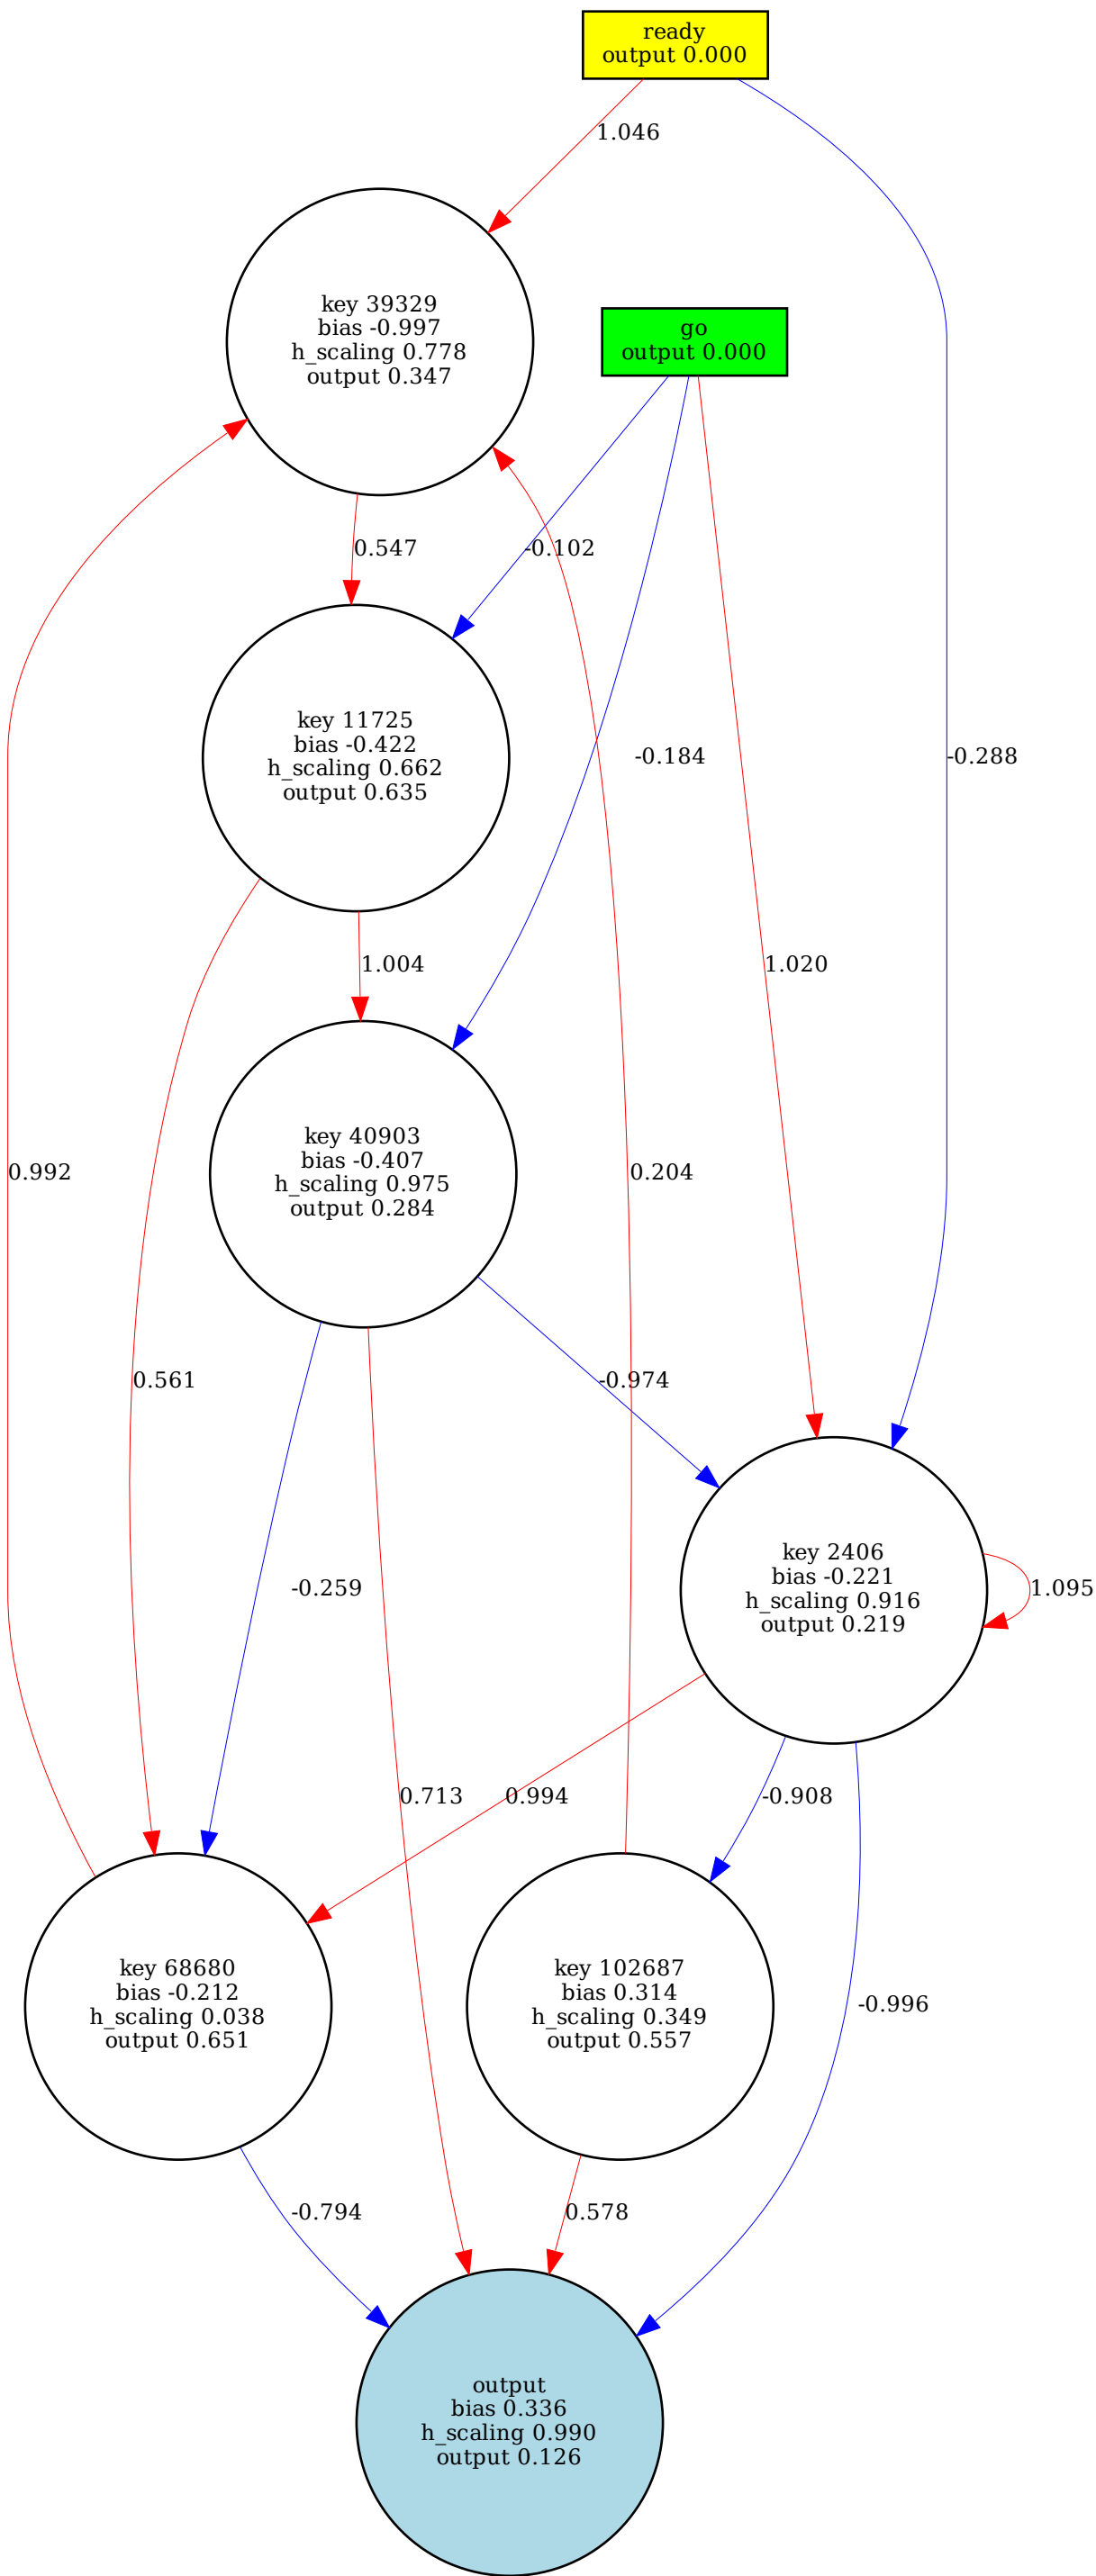 ready
output 0.000
1.046
key 39329
bias -0.997
h_scaling 0.778
output 0.347
go
output 0.000
0.547
-0.102
key 11725
bias -0.422
h_scaling 0.662
output 0.635
-0.184
-0.288
1.004
1.020
key 40903
bias -0.407
h_scaling 0.975
output 0.284
0.992
0.204
0.561
-0.974
key 2406
bias -0.221
h_scaling 0.916
output 0.219
-0.259
1.095
0.713
0.994
-0.908
key 68680
bias -0.212
h_scaling 0.038
output 0.651
key 102687
bias 0.314
h_scaling 0.349
output 0.557
-0.996
-0.794
0.578
output
bias 0.336
h_scaling 0.990
output 0.126